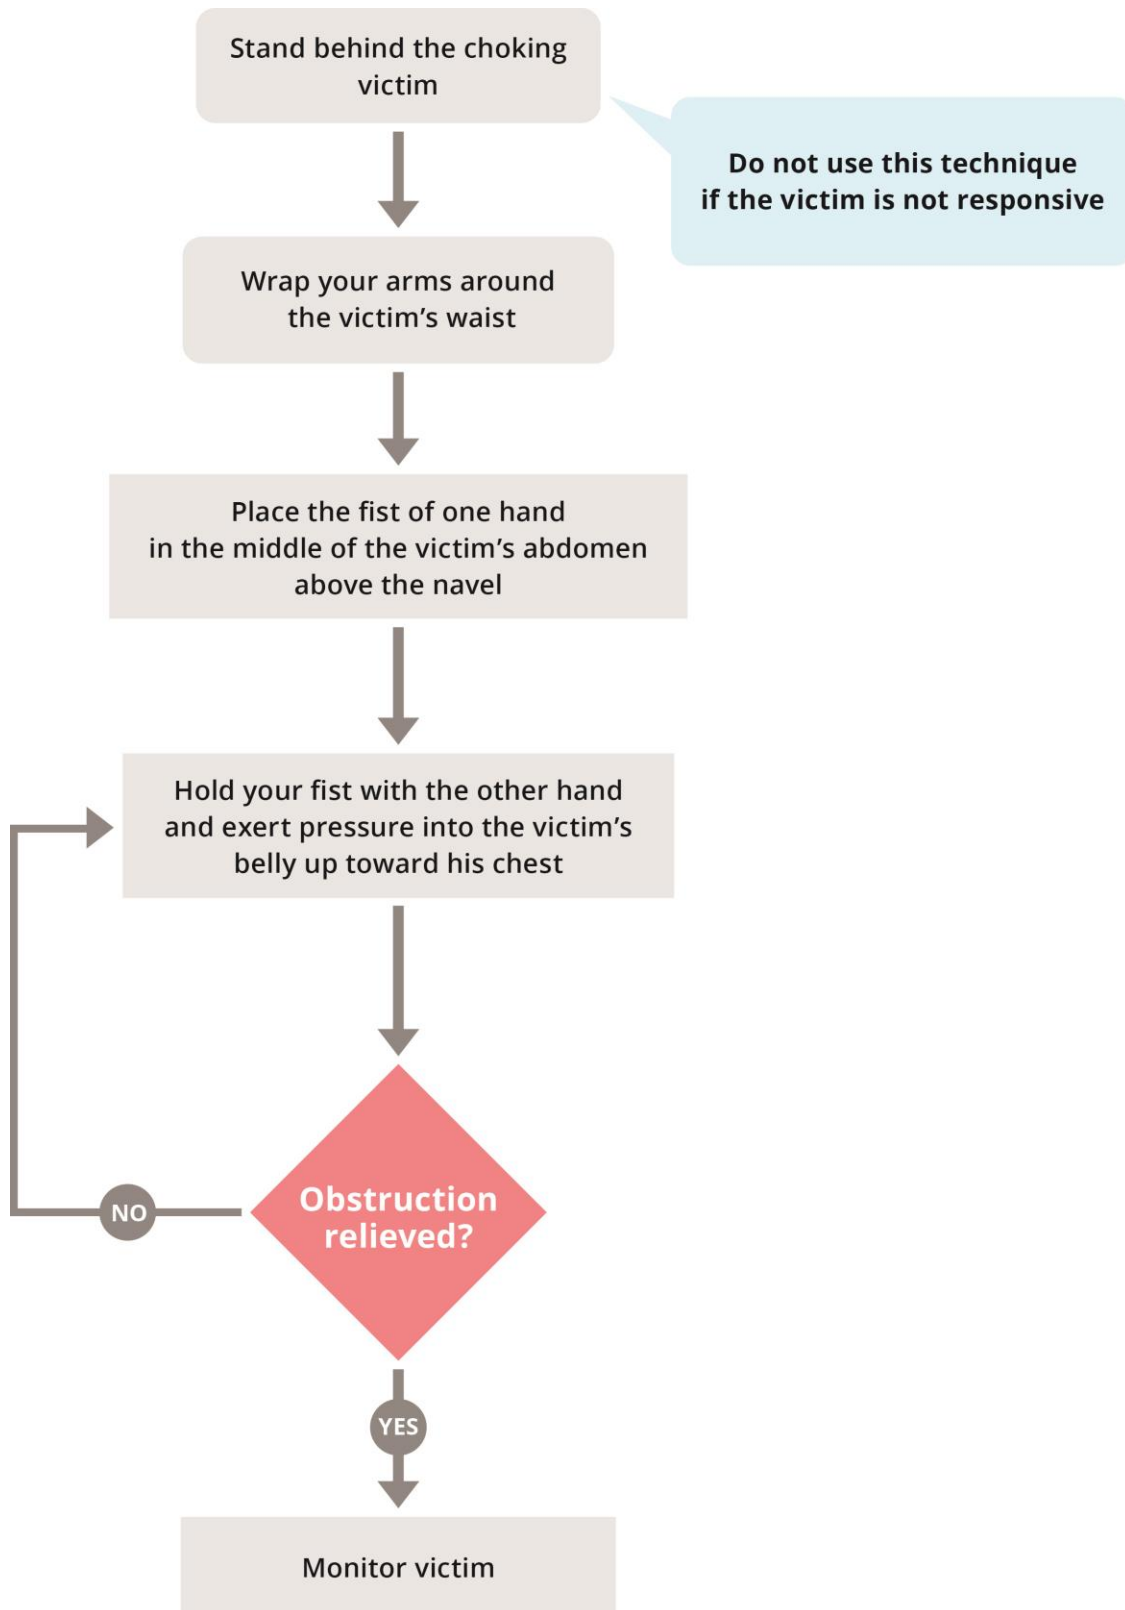 Stand behind the choking
victim
Do not use this technique
if the victim is not responsive
Wrap your arms around
the victim’s waist
Place the fist of one hand
in the middle of the victim’s abdomen
above the navel
Hold your fist with the other hand
and exert pressure into the victim’s
belly up toward his chest
Obstruction
relieved?
NO
YES
Monitor victim